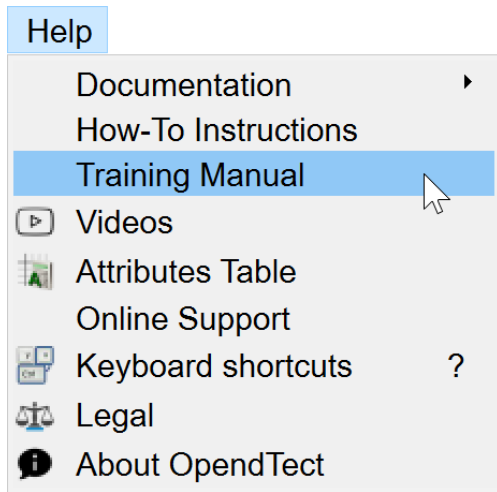 Help
Documentation
How-To Instructions
Training Manual
Videos
Attributes Table
Online Support
Keyboard shortcuts ?
Legal
About OpendTect